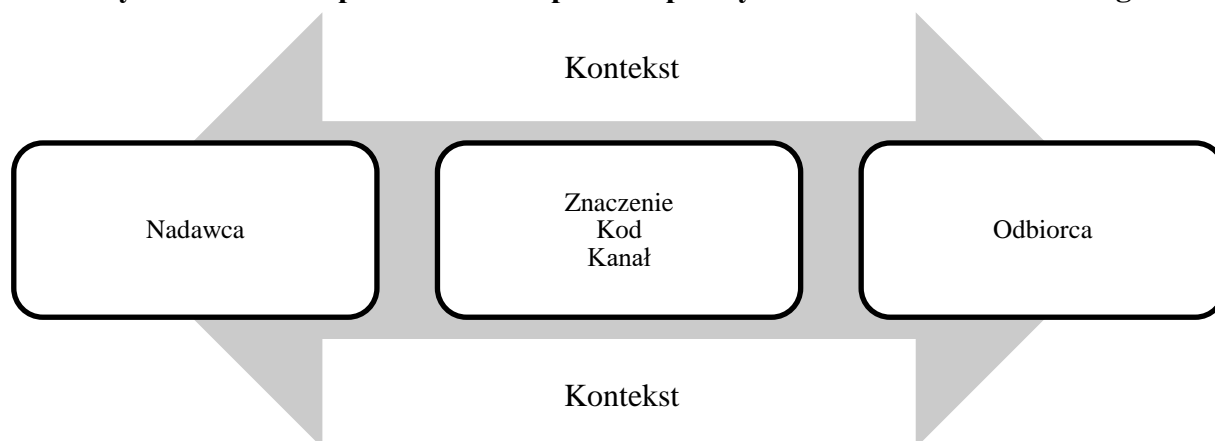 Kontekst
Nadawca
Znaczenie
Kod
Kanał
Odbiorca
Kontekst